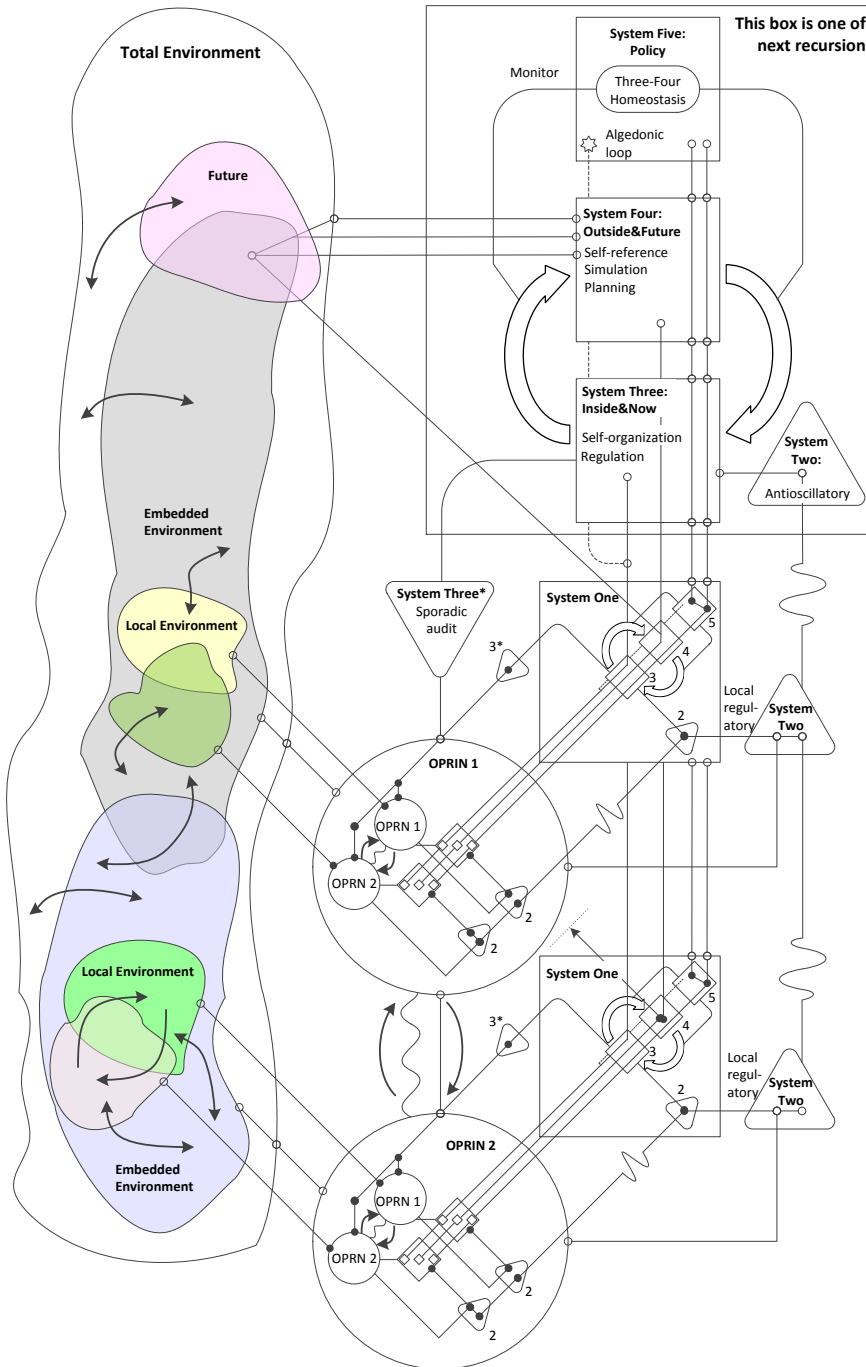 Total Environment
This box is one of
next recursion
System Five:
Policy
Monitor
Three-Four
Homeostasis
Algedonic
loop
Future
System Four:
Outside&Future
Self-reference
Simulation
Planning
System Three:
Inside&Now
Self-organization
Regulation
System
Two:
Antioscillatory
Embedded
Environment
Local Environment
System Three*
Sporadic
audit
System One
3*
5
4
3
2
Local
regul-
atory
System
Two
OPRIN 1
OPRN 1
OPRN 2
2
2
System One
Local Environment
3*
5
4
3
2
Local
regul-
atory
System
Two
Embedded
Environment
OPRIN 2
OPRN 1
OPRN 2
2
2